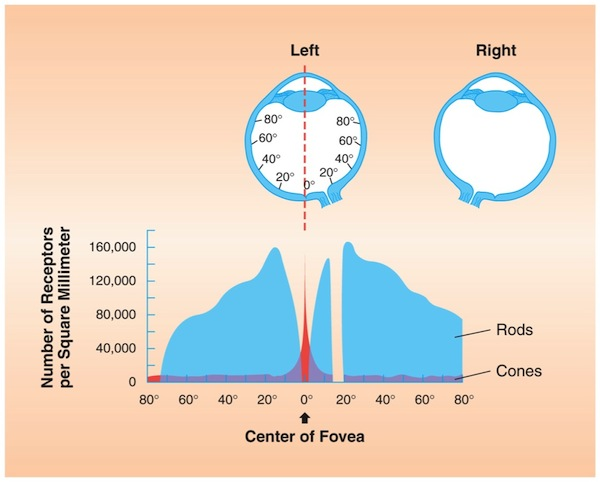 Left
Right
80°
80°
60°
60°
40°
40°
20°
0°
20°
Number of Receptors
per Square Millimeter
160,000
120,000
80,000
40,000
0
Rods
Cones
80° 60° 40° 20° 0° 20° 40° 60° 80°
Center of Fovea